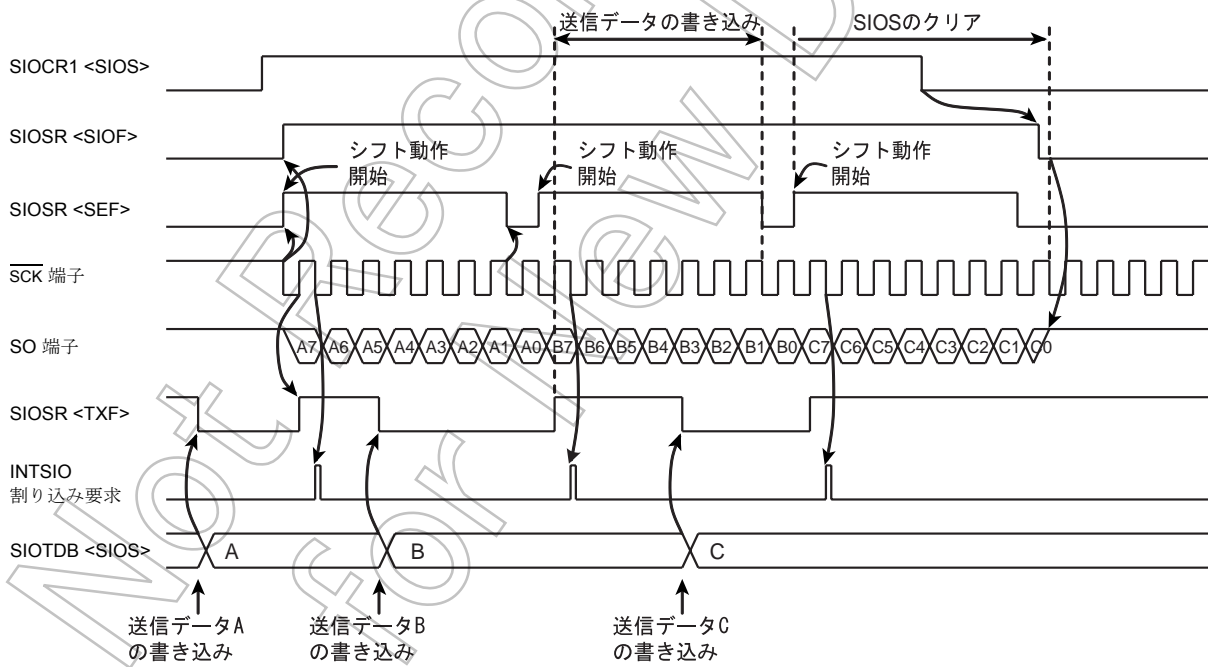 送信データの書き込み
SIOSのクリア
SIOCR1 <SIOS>
SIOSR <SIOF>
シフト動作
開始
シフト動作
開始
シフト動作
開始
SIOSR <SEF>
SCK 端子
SO 端子
A7 A6 A5 A4 A3 A2 A1 A0 B7 B6 B5 B4 B3 B2 B1 B0 C7 C6 C5 C4 C3 C2 C1 C0
SIOSR <TXF>
INTSIO
割り込み要求
SIOTDB <SIOS>
A
B
C
送信データA
の書き込み
送信データB
の書き込み
送信データC
の書き込み
Not Recom
for New D